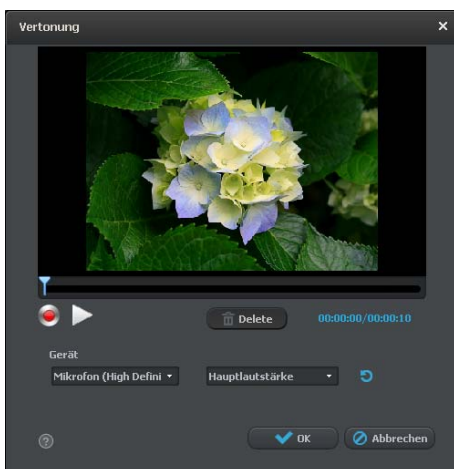 Vertonung
Delete
00:00:00/00:00:10
Gerät
Mikrofon (High Defini
Hauptlautstärke
?
OK
Abbrechen